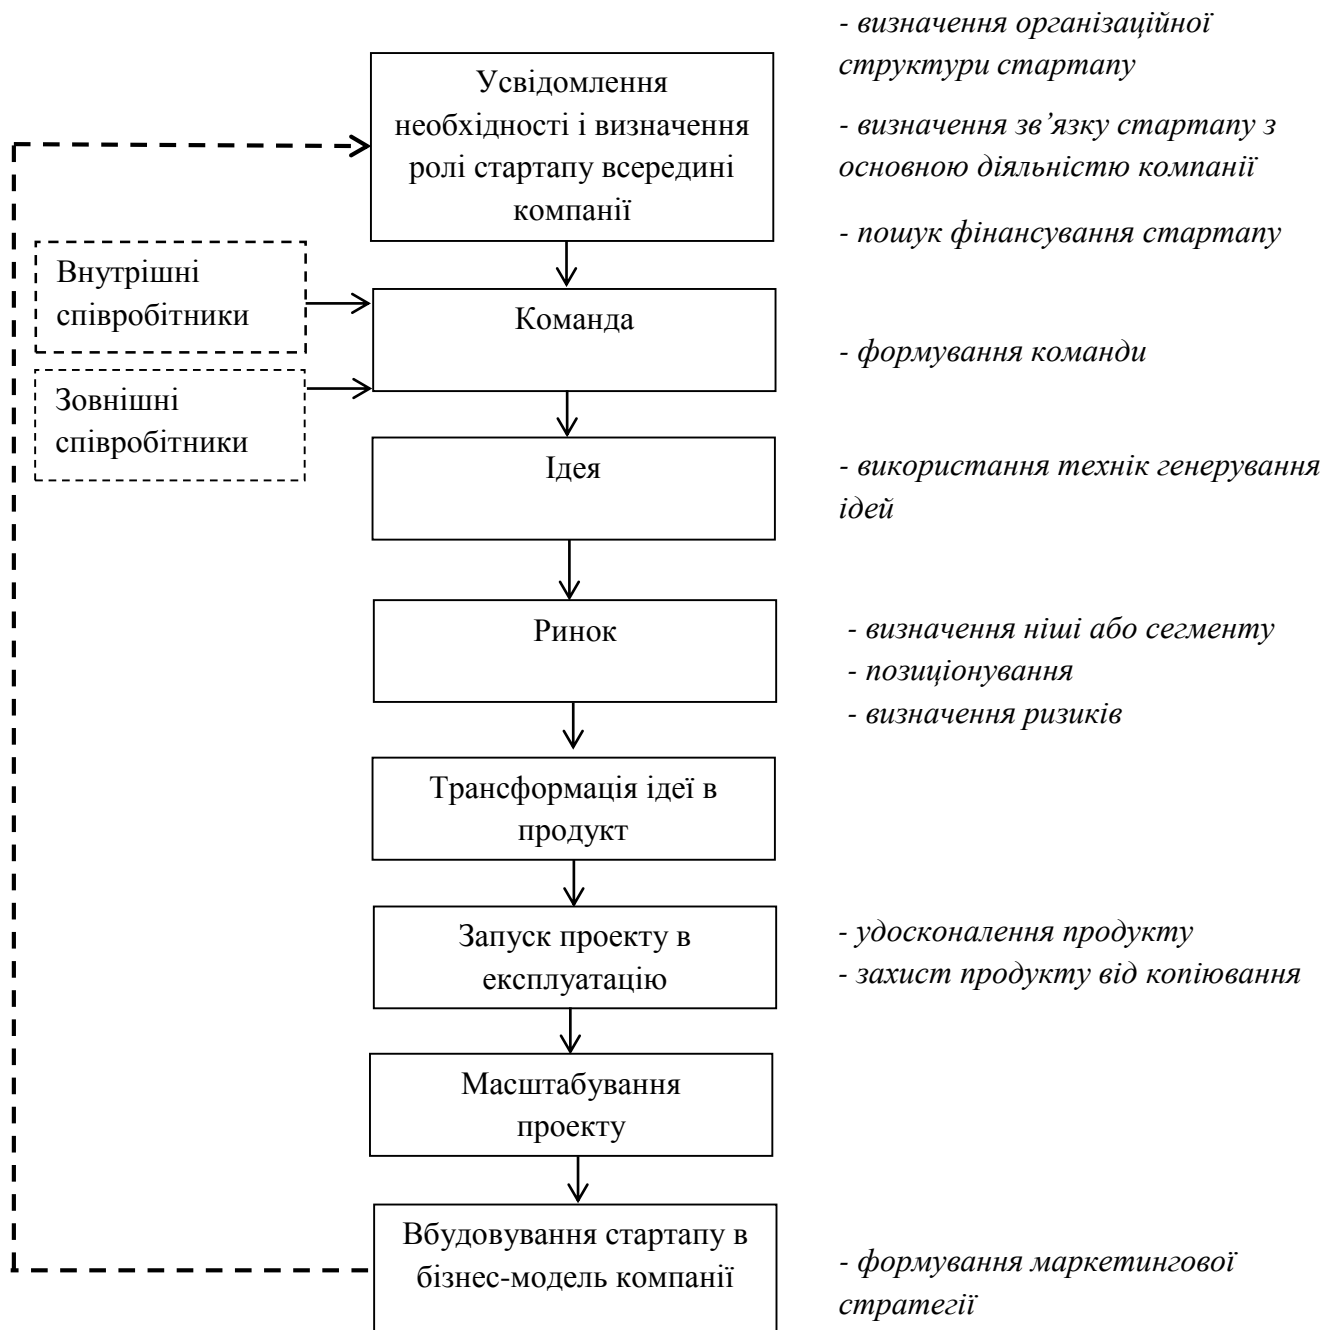 - визначення організаційної
структури стартапу
Усвідомлення
необхідності і визначення
ролі стартапу всередині
компанії
- визначення зв’язку стартапу з
основною діяльністю компанії
- пошук фінансування стартапу
Внутрішні
співробітники
Команда
- формування команди
Зовнішні
співробітники
Ідея
- використання технік генерування
ідей
Ринок
- визначення ніші або сегменту
- позиціонування
- визначення ризиків
Трансформація ідеї в
продукт
Запуск проекту в
експлуатацію
- удосконалення продукту
- захист продукту від копіювання
Масштабування
проекту
Вбудовування стартапу в
бізнес-модель компанії
- формування маркетингової
стратегії